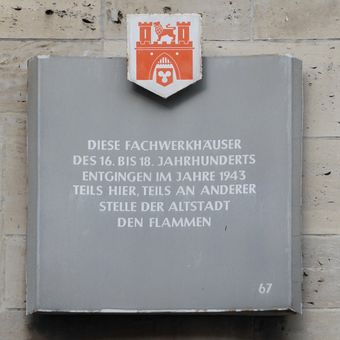 DIESE FACHWERKHÄUSER
DES 16. BIS 18. JAHRHUNDERTS
ENTGINGEN IM JAHRE 1943
TEILS HIER, TEILS AN ANDERER
STELLE DER ALTSTADT
DEN FLAMMEN
67